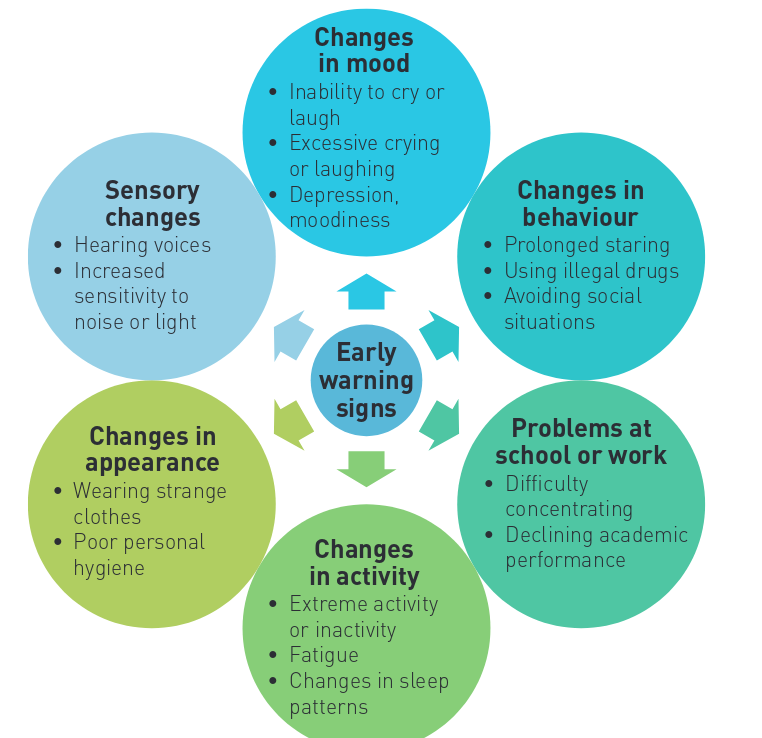 Changes
in mood
• Inability to cry or
laugh
• Excessive crying
or laughing
• Depression,
moodiness
Sensory
changes
• Hearing voices
• Increased
sensitivity to
noise or light
Changes in
behaviour
• Prolonged staring
• Using illegal drugs
• Avoiding social
situations
Early
warning
signs
Changes in
appearance
• Wearing strange
clothes
• Poor personal
hygiene
Problems at
school or work
• Difficulty
concentrating
• Declining academic
performance
Changes
in activity
• Extreme activity
or inactivity
• Fatigue
• Changes in sleep
patterns